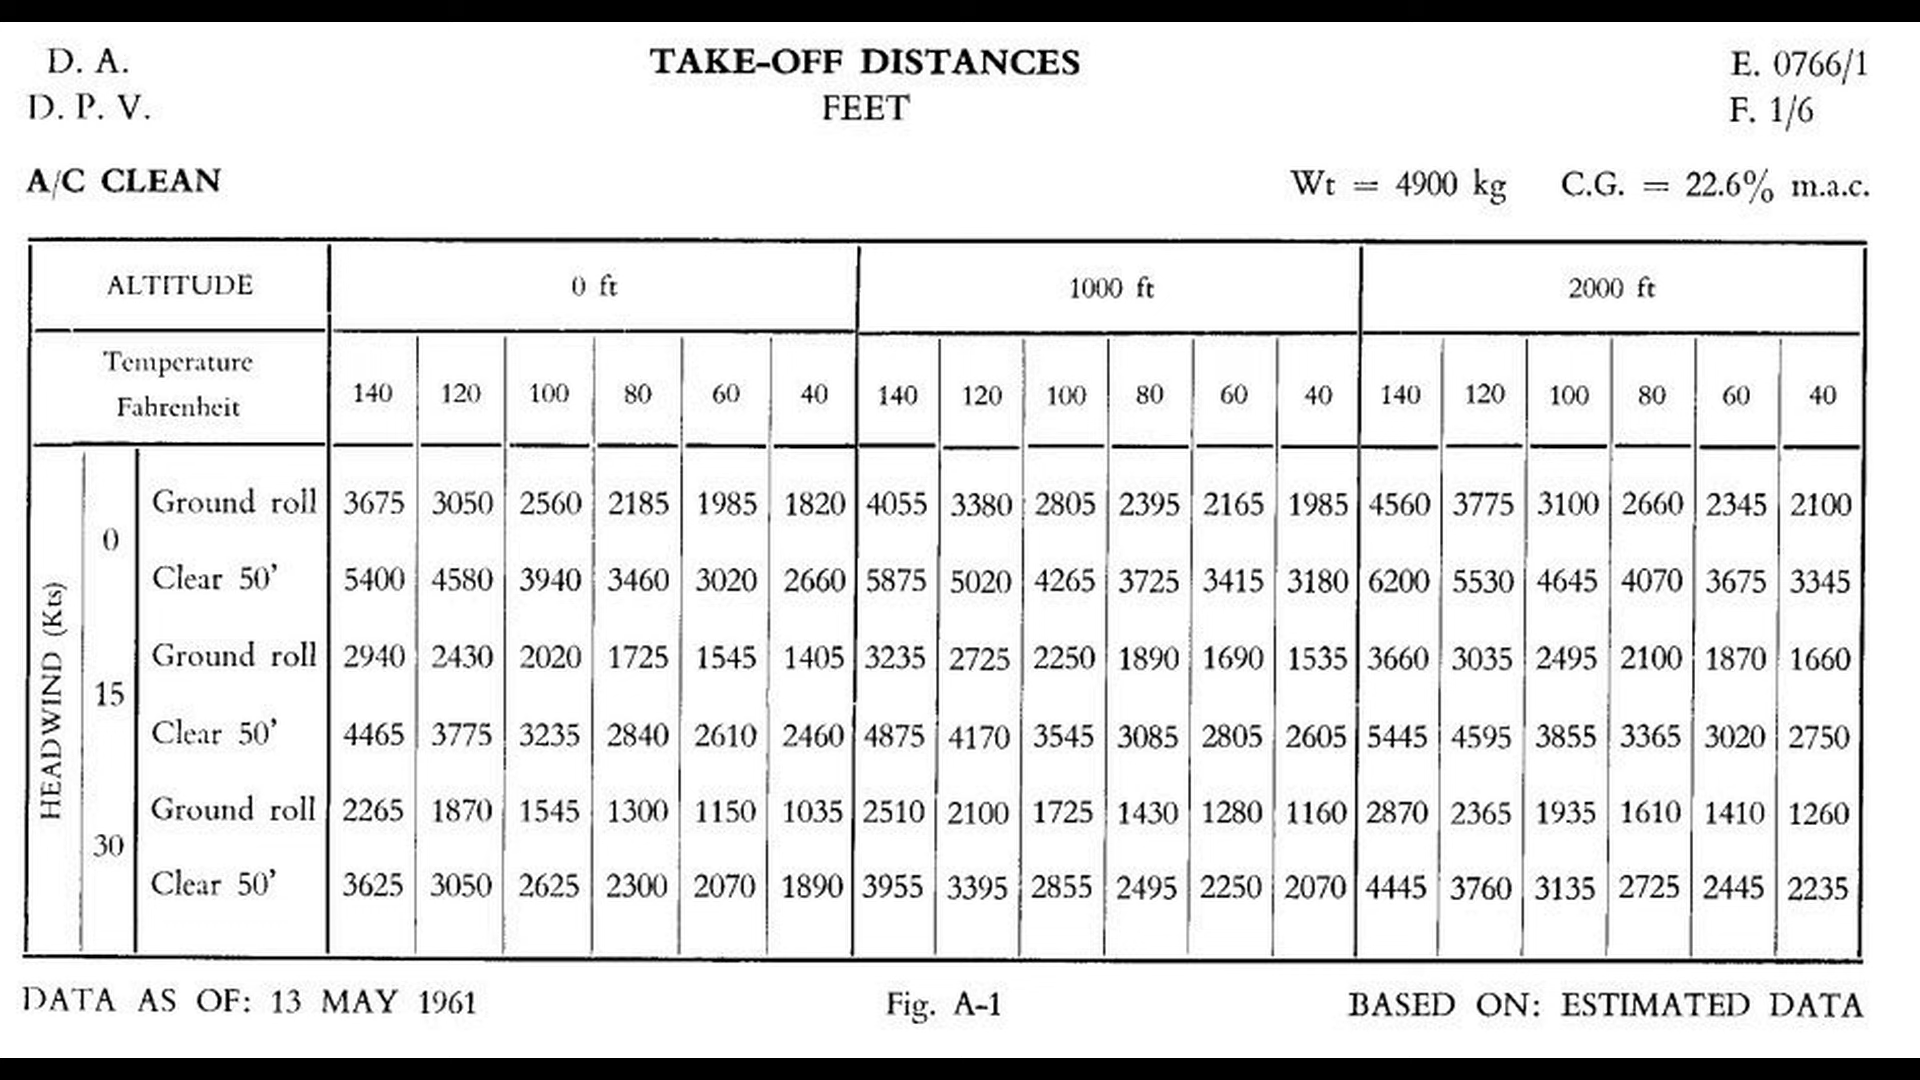 D. A. TAKE-OFF DISTANCES E. 0766/1
D. P. V. FEET F. 1/6
A/C CLEAN Wt = 4900 kg C.G. = 22.6% m.a.c.
ALTITUDE 0 ft 1000 ft 2000 ft
Temperature
Fahrenheit 140 120 100 80 60 40 140 120 100 80 60 40 140 120 100 80 60 40
HEADWIND (Kts)
0
Ground roll 3675 3050 2560 2185 1985 1820 4055 3380 2805 2395 2165 1985 4560 3775 3100 2660 2345 2100
Clear 50' 5400 4580 3940 3460 3020 2660 5875 5020 4265 3725 3415 3180 6200 5530 4645 4070 3675 3345
15
Ground roll 2940 2430 2020 1725 1545 1405 3235 2725 2250 1890 1690 1535 3660 3035 2495 2100 1870 1660
Clear 50' 4465 3775 3235 2840 2610 2460 4875 4170 3545 3085 2805 2605 5445 4595 3855 3365 3020 2750
30
Ground roll 2265 1870 1545 1300 1150 1035 2510 2100 1725 1430 1280 1160 2870 2365 1935 1610 1410 1260
Clear 50' 3625 3050 2625 2300 2070 1890 3955 3395 2855 2495 2250 2070 4445 3760 3135 2725 2445 2235
DATA AS OF: 13 MAY 1961 Fig. A-1 BASED ON: ESTIMATED DATA